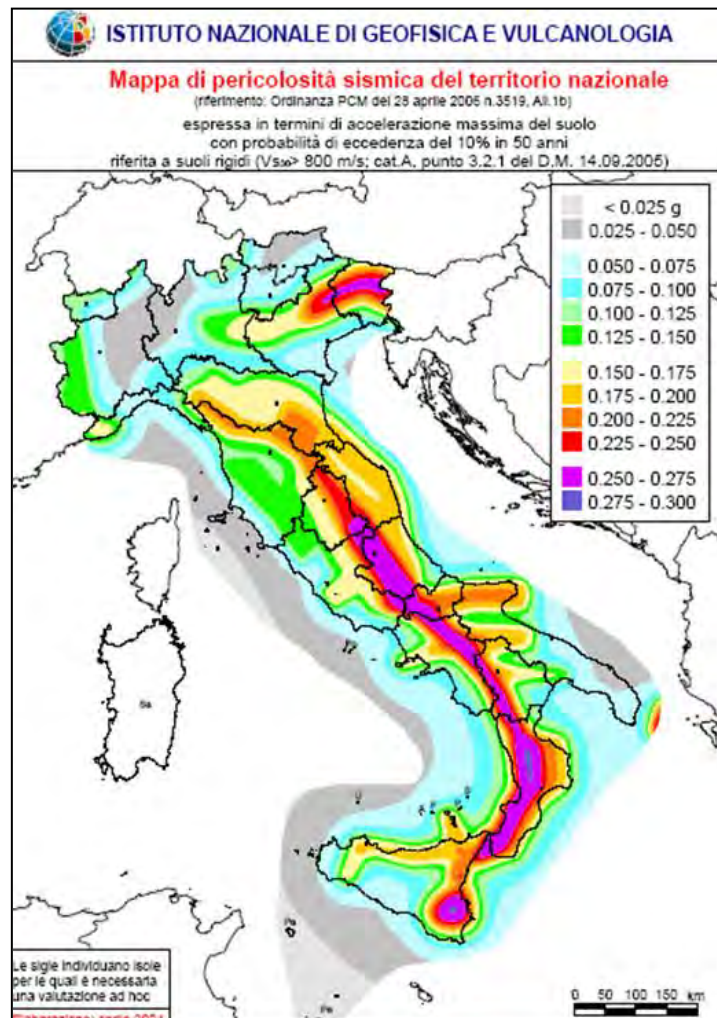 ISTITUTO NAZIONALE DI GEOFISICA E VULCANOLOGIA
Mappa di pericolosità sismica del territorio nazionale
(riferimento: Ordinanza PCM del 28 aprile 2006 n.3519, All.1b)
espressa in termini di accelerazione massima del suolo
con probabilità di eccedenza del 10% in 50 anni
riferita a suoli rigidi (Vs30> 800 m/s; cat.A, punto 3.2.1 del D.M. 14.09.2005)
< 0.025 g
0.025 - 0.050
0.050 - 0.075
0.075 - 0.100
0.100 - 0.125
0.125 - 0.150
0.150 - 0.175
0.175 - 0.200
0.200 - 0.225
0.225 - 0.250
0.250 - 0.275
0.275 - 0.300
Sa
U
Pa
Pe
Le sigle individuano isole
per le quali è necessaria
una valutazione ad hoc
Elaborazione: aprile 2004
0 50 100 150 km